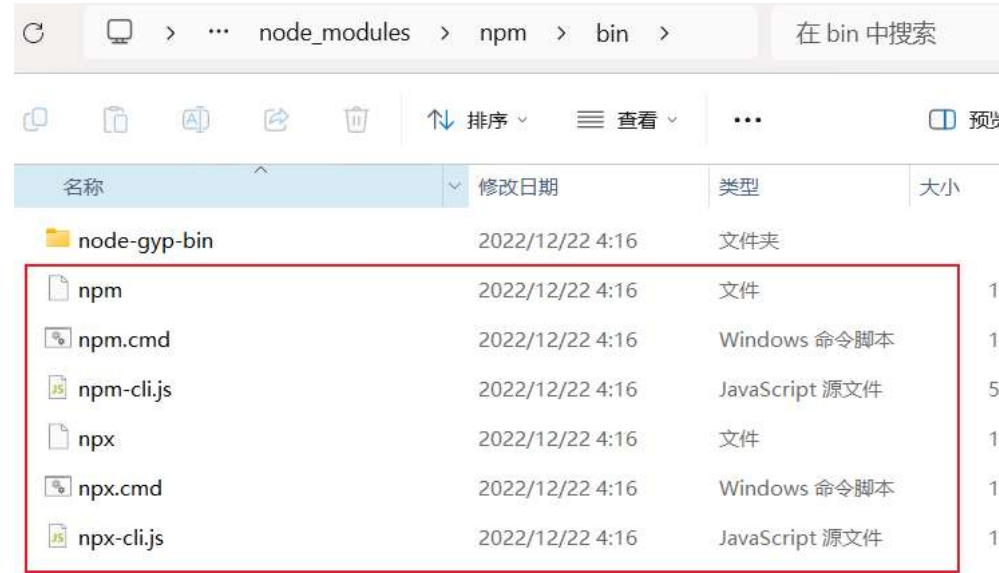 node_modules > npm > bin > 在 bin 中搜索
排序 查看 预览
名称 修改日期 类型 大小
node-gyp-bin 2022/12/22 4:16 文件夹
npm 2022/12/22 4:16 文件 1
npm.cmd 2022/12/22 4:16 Windows 命令脚本 1
npm-cli.js 2022/12/22 4:16 JavaScript 源文件 5
npx 2022/12/22 4:16 文件 1
npx.cmd 2022/12/22 4:16 Windows 命令脚本 1
npx-cli.js 2022/12/22 4:16 JavaScript 源文件 1